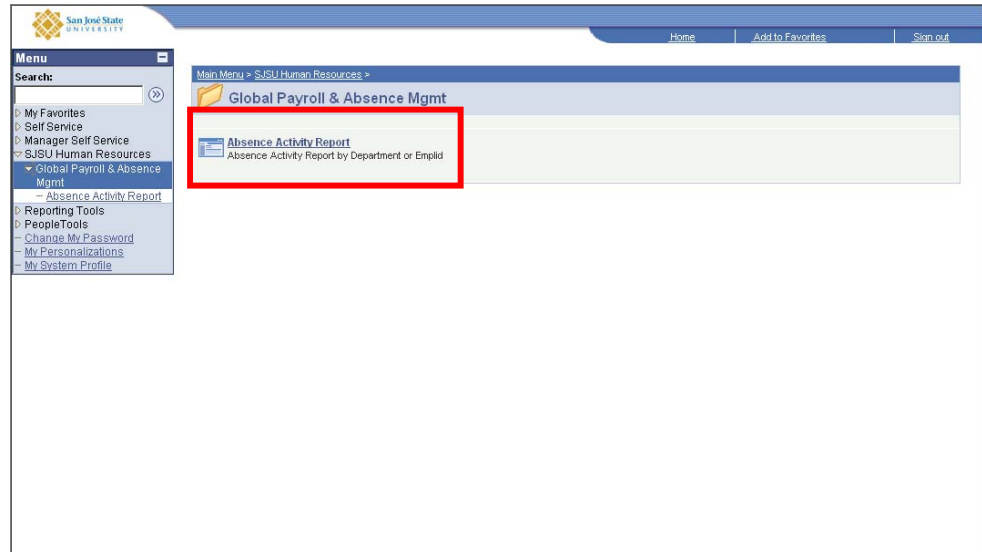 San José State
UNIVERSITY
Home
Add to Favorites
Sign out
Menu
Search:
My Favorites
Self Service
Manager Self Service
SJSU Human Resources
Global Payroll & Absence
Mgmt
– Absence Activity Report
Reporting Tools
PeopleTools
– Change My Password
– My Personalizations
– My System Profile
Main Menu > SJSU Human Resources >
Global Payroll & Absence Mgmt
Absence Activity Report
Absence Activity Report by Department or Emplid